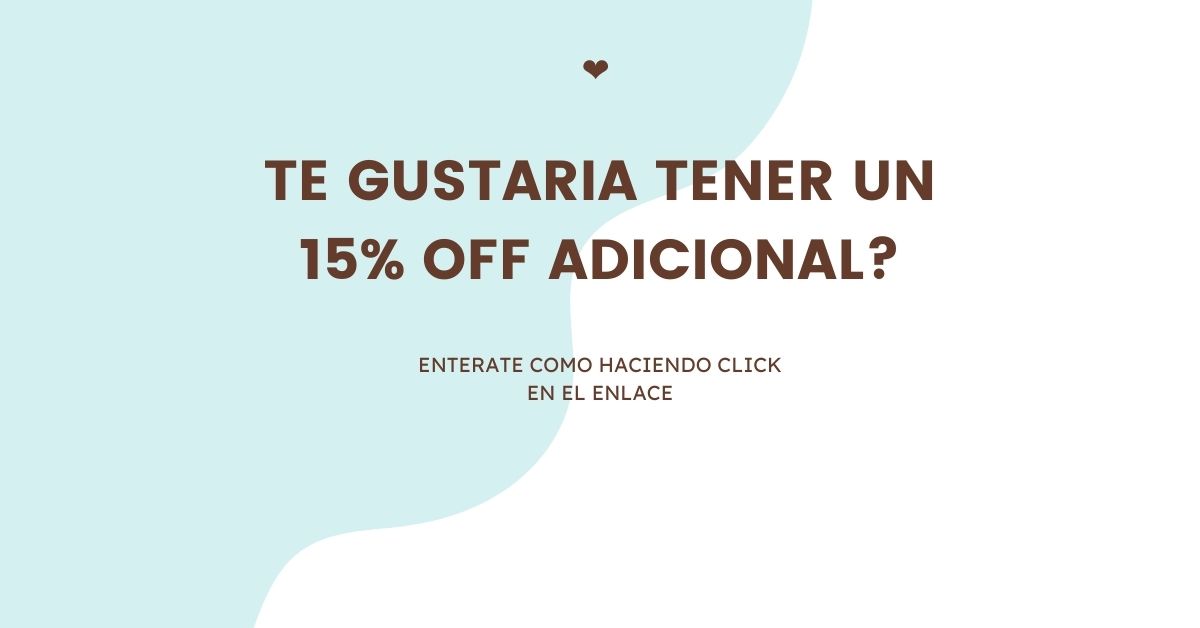 TE GUSTARIA TENER UN
15% OFF ADICIONAL?
ENTERATE COMO HACIENDO CLICK
EN EL ENLACE